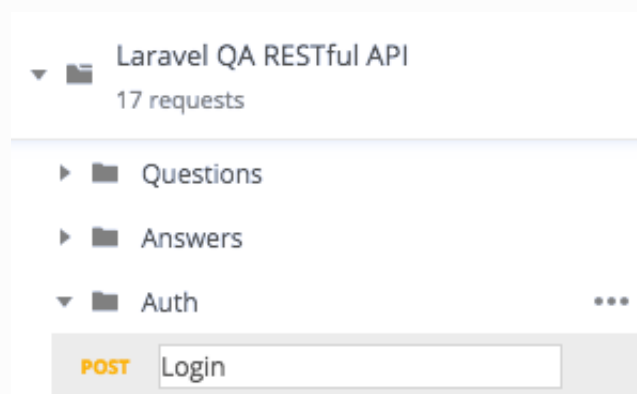 Laravel QA RESTful API
17 requests
Questions
Answers
Auth
POST Login